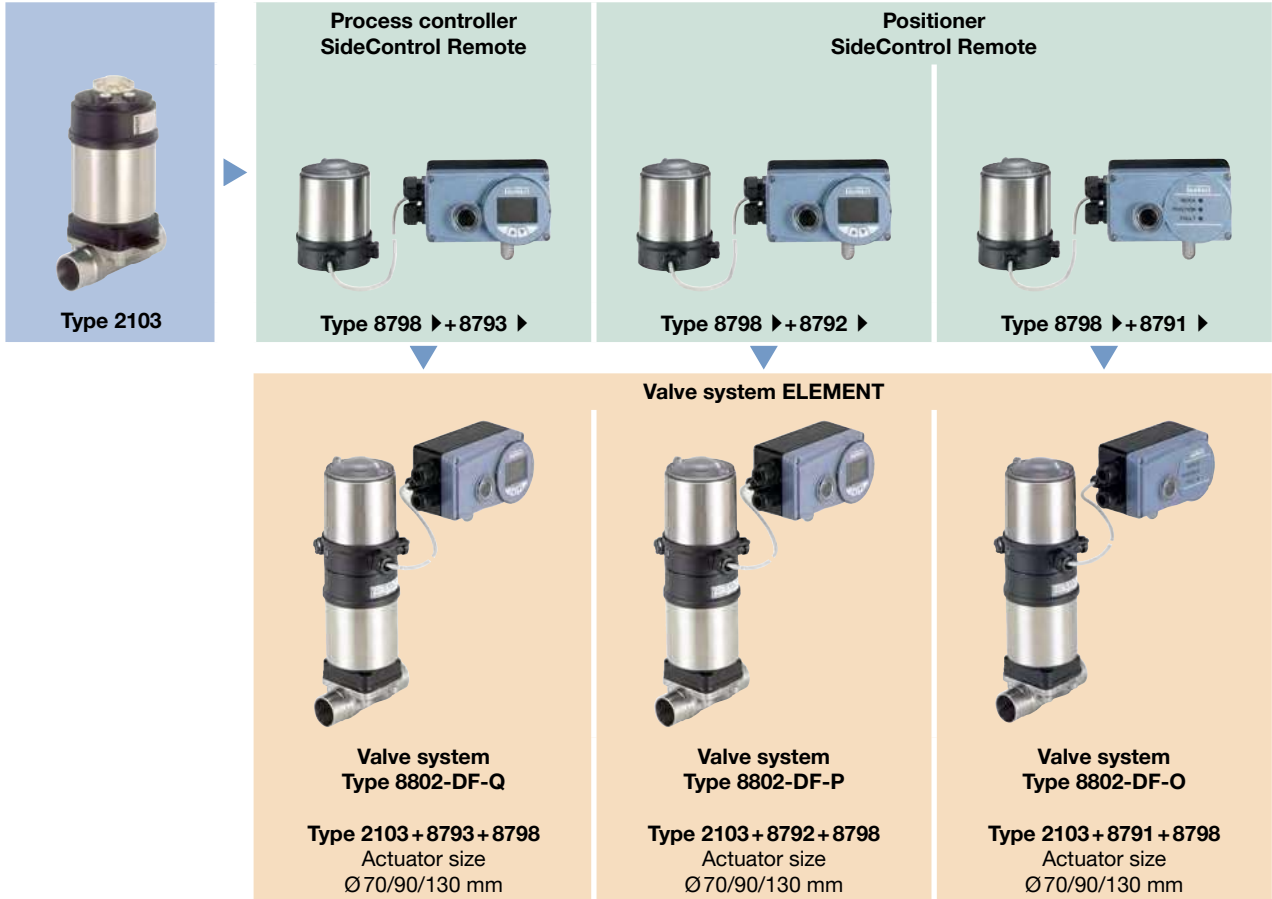 Process controller
SideControl Remote
Positioner
SideControl Remote
Type 2103
Type 8798 ▶+8793 ▶
Type 8798 ▶+8792 ▶
Type 8798 ▶+8791 ▶
Valve system ELEMENT
Valve system
Type 8802-DF-Q
Type 2103+8793+8798
Actuator size
Ø70/90/130 mm
Valve system
Type 8802-DF-P
Type 2103+8792+8798
Actuator size
Ø70/90/130 mm
Valve system
Type 8802-DF-O
Type 2103+8791+8798
Actuator size
Ø70/90/130 mm